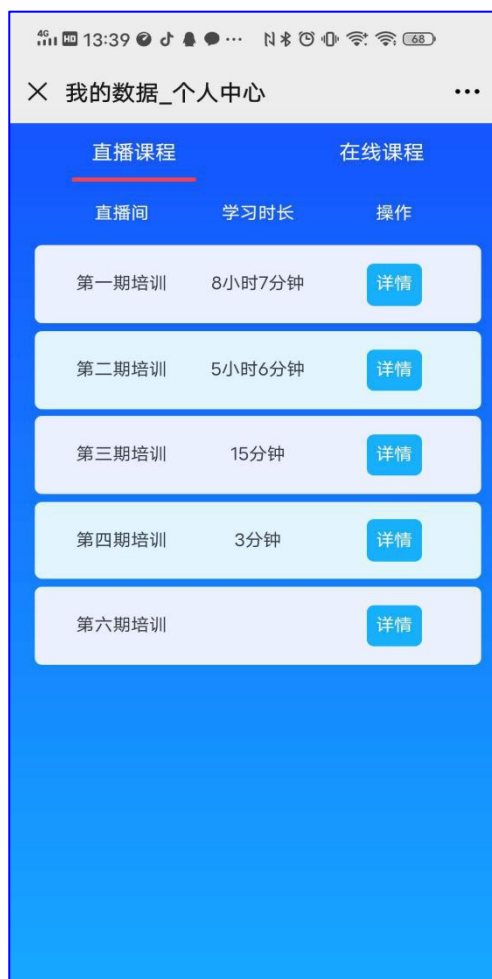 4G HD 13:39 68
我的数据_个人中心
直播课程 在线课程
直播间 学习时长 操作
第一期培训 8小时7分钟 详情
第二期培训 5小时6分钟 详情
第三期培训 15分钟 详情
第四期培训 3分钟 详情
第六期培训 详情